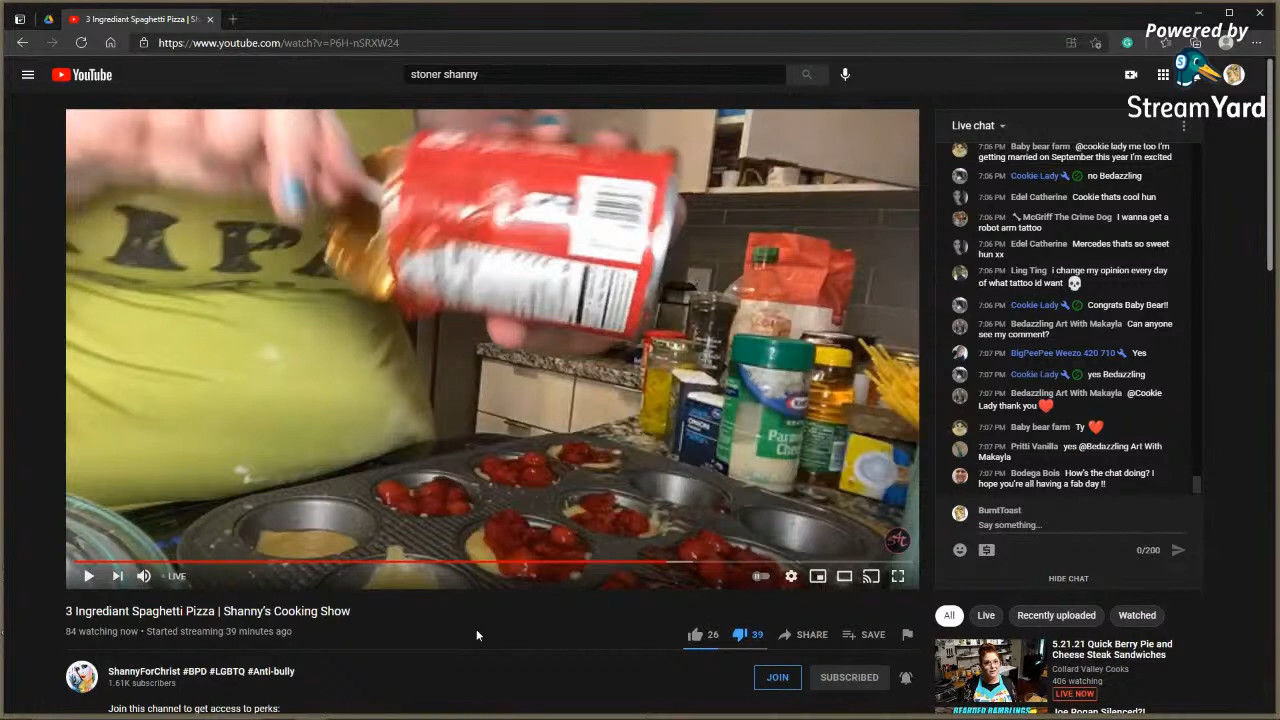 3 Ingrediant Spaghetti Pizza | Sh
Powered by
StreamYard
https://www.youtube.com/watch?v=P6H-nSRXW24
YouTube
stoner shanny
Live chat
7:06 PM Baby bear farm @cookie lady me too I'm
getting married on September this year I'm excited
7:06 PM Cookie Lady no Bedazzling
7:06 PM Edel Catherine Cookie thats cool hun
7:06 PM McGriff The Crime Dog I wanna get a
robot arm tattoo
7:06 PM Edel Catherine Mercedes thats so sweet
hun xx
7:06 PM Ling Ting i change my opinion every day
of what tattoo id want
7:06 PM Cookie Lady Congrats Baby Bear!!
7:06 PM Bedazzling Art With Makayla Can anyone
see my comment?
7:07 PM BigPeePee Weezo 420 710 Yes
7:07 PM Cookie Lady yes Bedazzling
7:07 PM Bedazzling Art With Makayla @Cookie
Lady thank you
7:07 PM Baby bear farm Ty
7:07 PM Pritti Vanilla yes @Bedazzling Art With
Makayla
7:07 PM Bodega Bois How's the chat doing? I
hope you're all having a fab day !!
BurntToast
Say something...
0/200
HIDE CHAT
LIVE
3 Ingrediant Spaghetti Pizza | Shanny's Cooking Show
84 watching now • Started streaming 39 minutes ago
26 39 SHARE SAVE
All Live Recently uploaded Watched
ShannyForChrist #BPD #LGBTQ #Anti-bully
1.61K subscribers
JOIN SUBSCRIBED
Join this channel to get access to perks:
5.21.21 Quick Berry Pie and
Cheese Steak Sandwiches
Collard Valley Cooks
406 watching
LIVE NOW
BEARDED RAMBLINGS
Joe Rogan Silenced?!